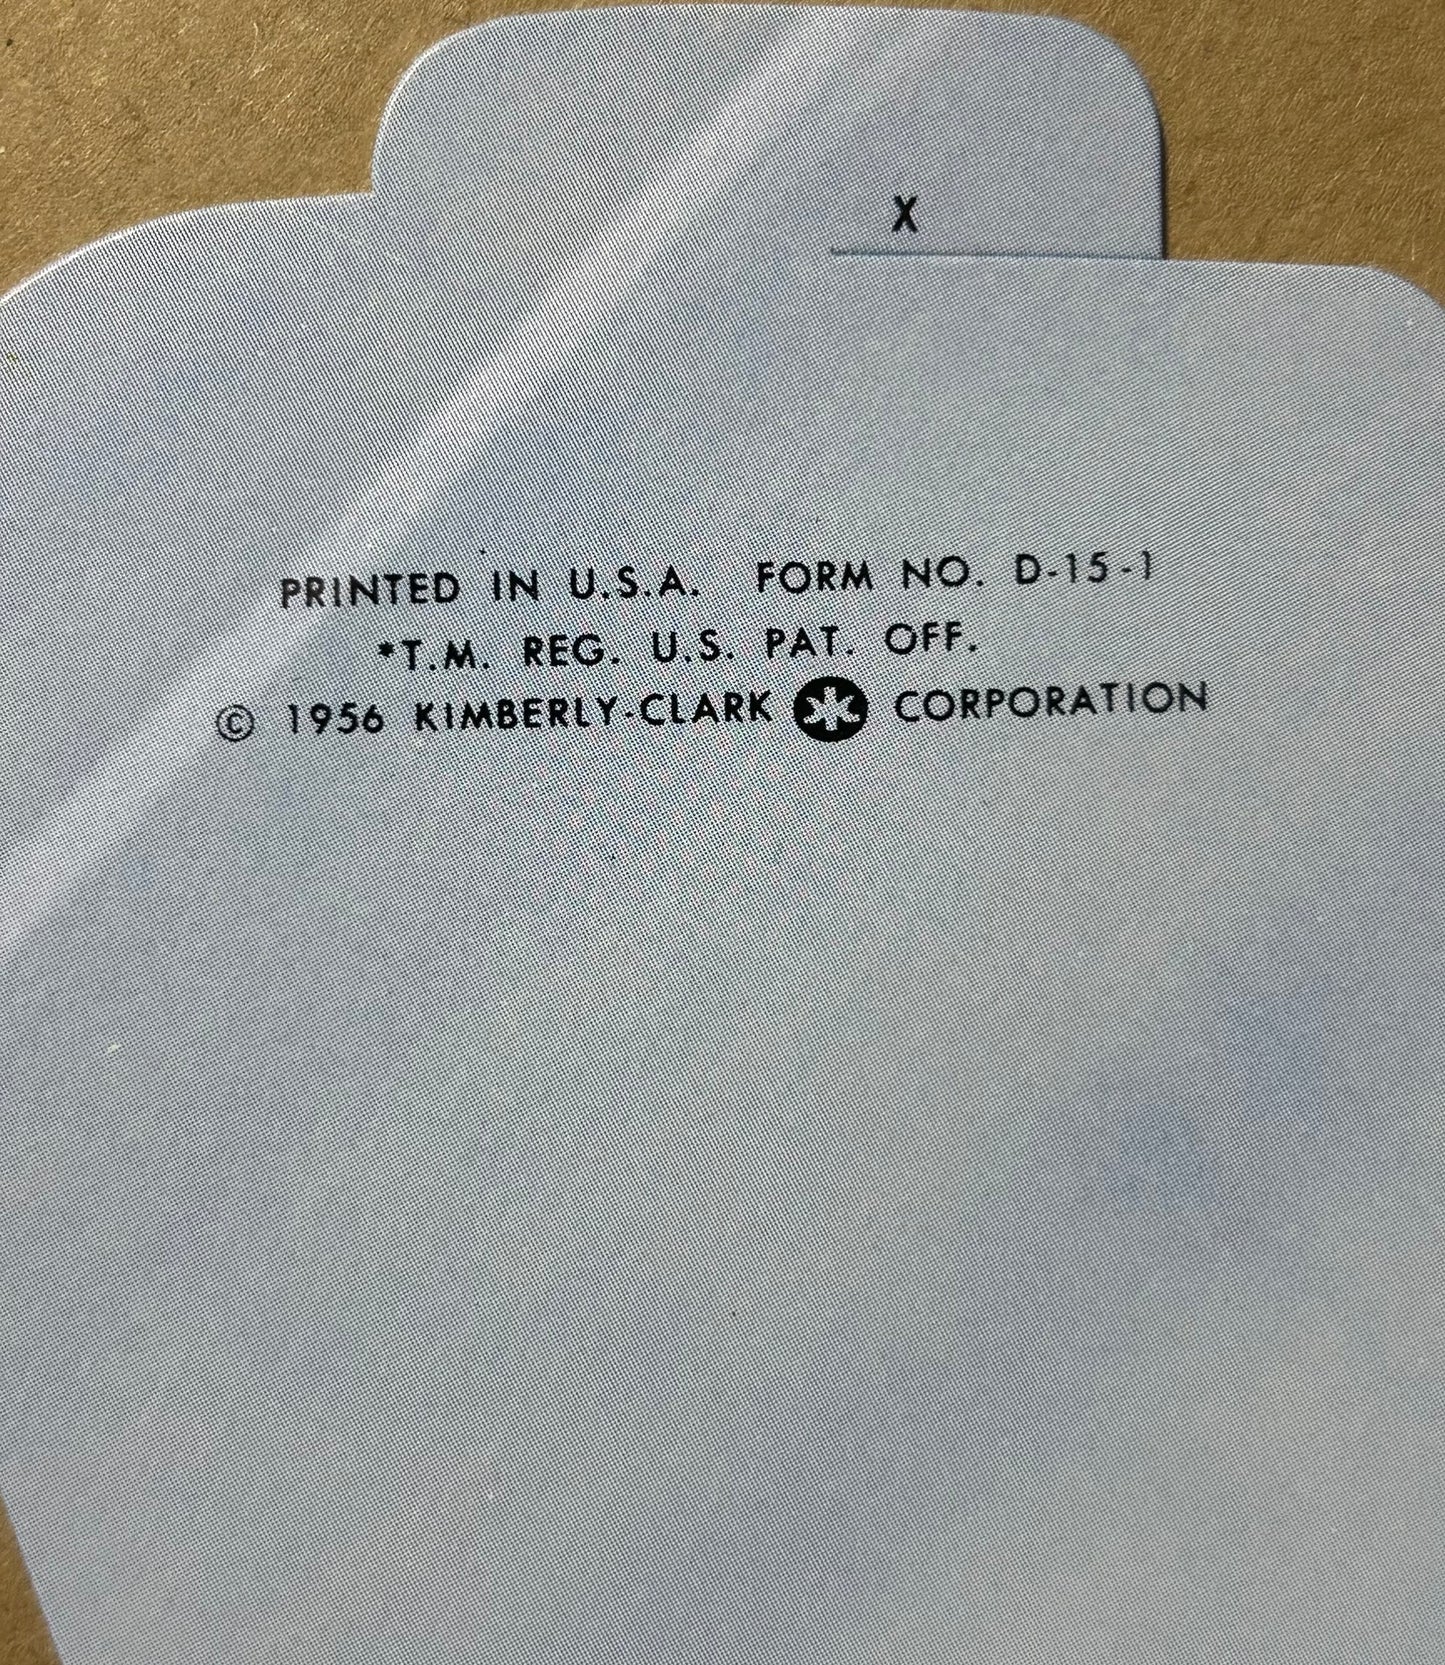 X
PRINTED IN U.S.A. FORM NO. D-15-1
*T.M. REG. U.S. PAT. OFF.
© 1956 KIMBERLY-CLARK CORPORATION